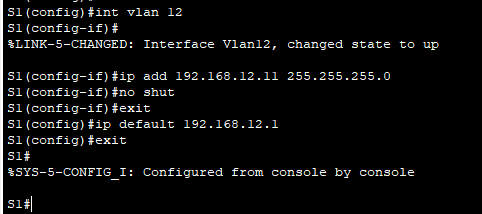 S1(config)#int vlan 12
S1(config-if)#
%LINK-5-CHANGED: Interface Vlan12, changed state to up
S1(config-if)#ip add 192.168.12.11 255.255.255.0
S1(config-if)#no shut
S1(config-if)#exit
S1(config)#ip default 192.168.12.1
S1(config)#exit
S1#
%SYS-5-CONFIG_I: Configured from console by console
S1#